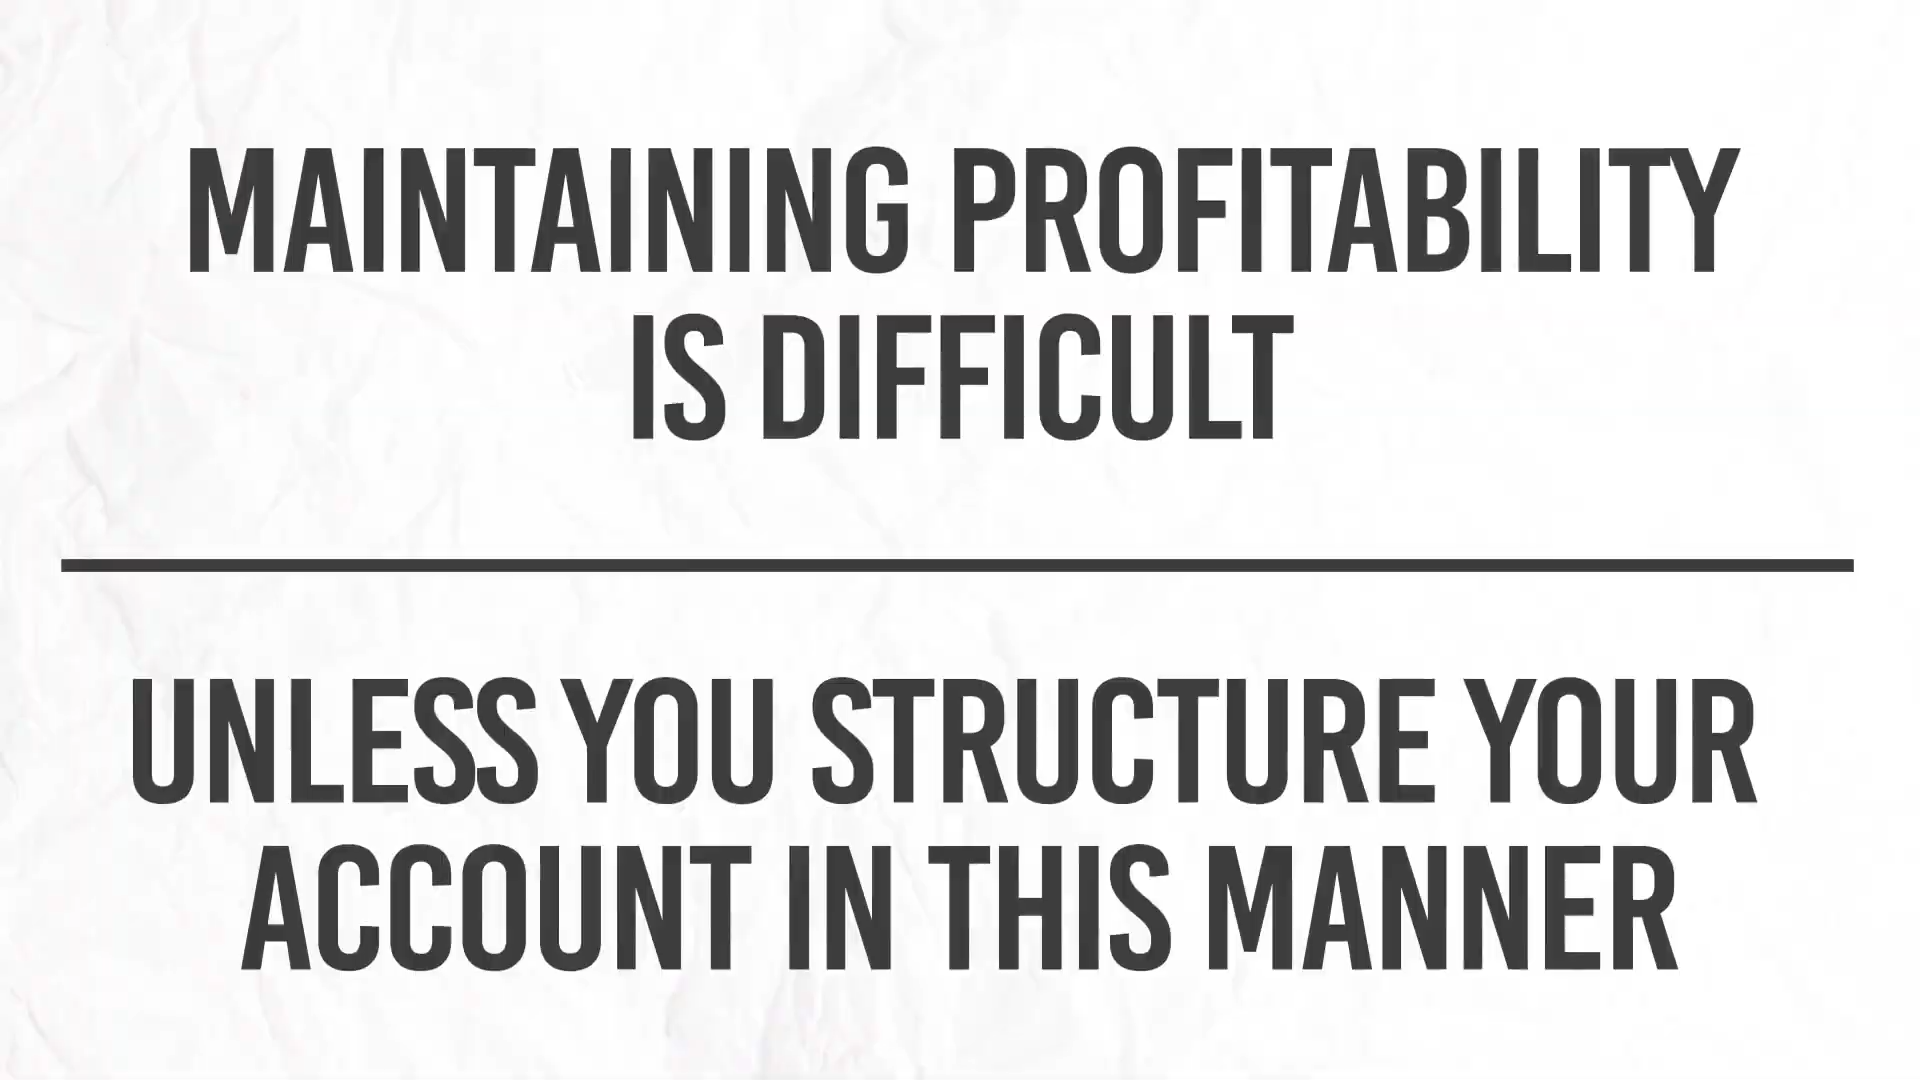 MAINTAINING PROFITABILITY
IS DIFFICULT
UNLESS YOU STRUCTURE YOUR
ACCOUNT IN THIS MANNER